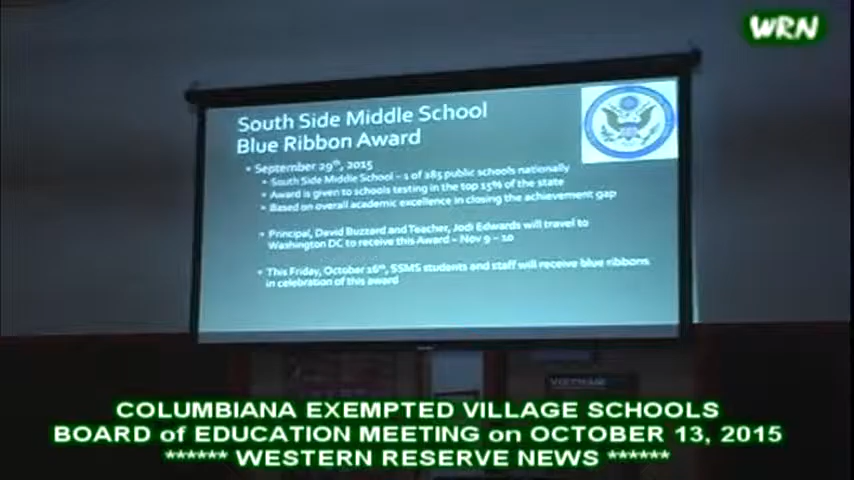 WRN
South Side Middle School
Blue Ribbon Award
• September 29th, 2015
• South Side Middle School – 1 of 285 public schools nationally
• Award is given to schools testing in the top 15% of the state
• Based on overall academic excellence in closing the achievement gap
• Principal, David Buzzard and Teacher, Jodi Edwards will travel to
Washington DC to receive this Award – Nov 9 – 10
• This Friday, October 16th, SSMS students and staff will receive blue ribbons
in celebration of this award
COLUMBIANA EXEMPTED VILLAGE SCHOOLS
BOARD of EDUCATION MEETING on OCTOBER 13, 2015
****** WESTERN RESERVE NEWS ******